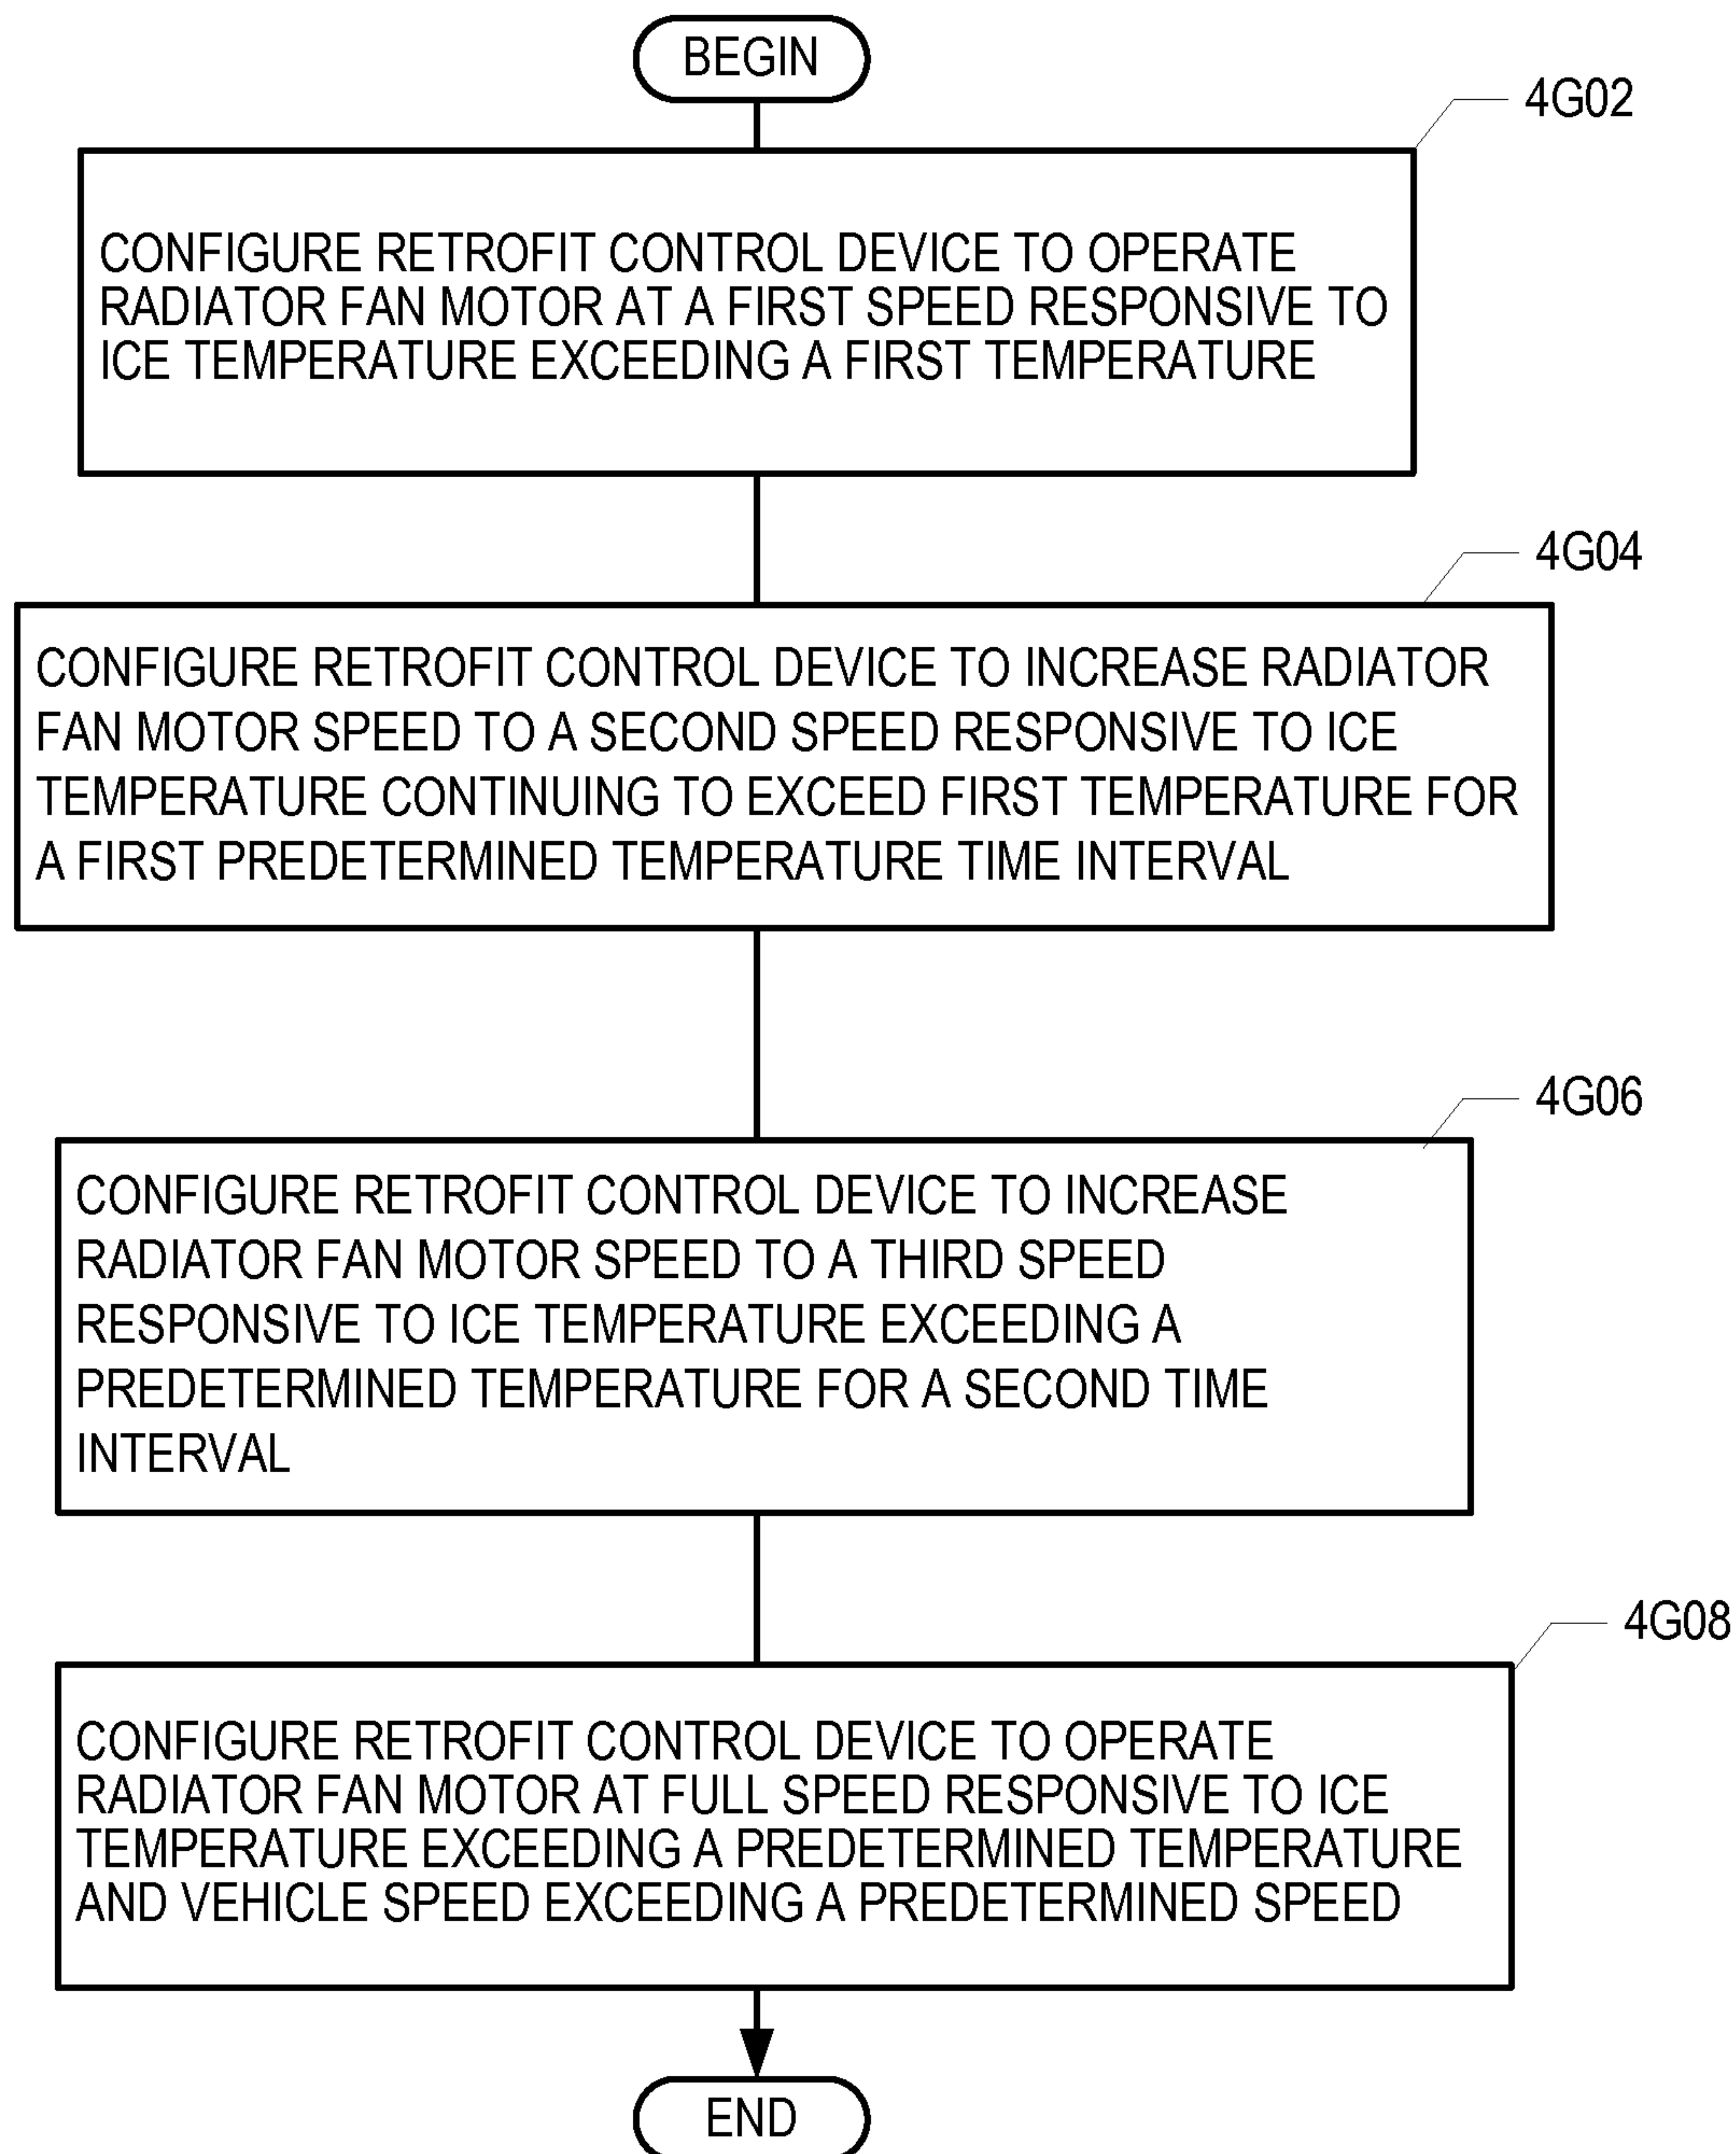 BEGIN
4G02
CONFIGURE RETROFIT CONTROL DEVICE TO OPERATE
RADIATOR FAN MOTOR AT A FIRST SPEED RESPONSIVE TO
ICE TEMPERATURE EXCEEDING A FIRST TEMPERATURE
4G04
CONFIGURE RETROFIT CONTROL DEVICE TO INCREASE RADIATOR
FAN MOTOR SPEED TO A SECOND SPEED RESPONSIVE TO ICE
TEMPERATURE CONTINUING TO EXCEED FIRST TEMPERATURE FOR
A FIRST PREDETERMINED TEMPERATURE TIME INTERVAL
4G06
CONFIGURE RETROFIT CONTROL DEVICE TO INCREASE
RADIATOR FAN MOTOR SPEED TO A THIRD SPEED
RESPONSIVE TO ICE TEMPERATURE EXCEEDING A
PREDETERMINED TEMPERATURE FOR A SECOND TIME
INTERVAL
4G08
CONFIGURE RETROFIT CONTROL DEVICE TO OPERATE
RADIATOR FAN MOTOR AT FULL SPEED RESPONSIVE TO ICE
TEMPERATURE EXCEEDING A PREDETERMINED TEMPERATURE
AND VEHICLE SPEED EXCEEDING A PREDETERMINED SPEED
END